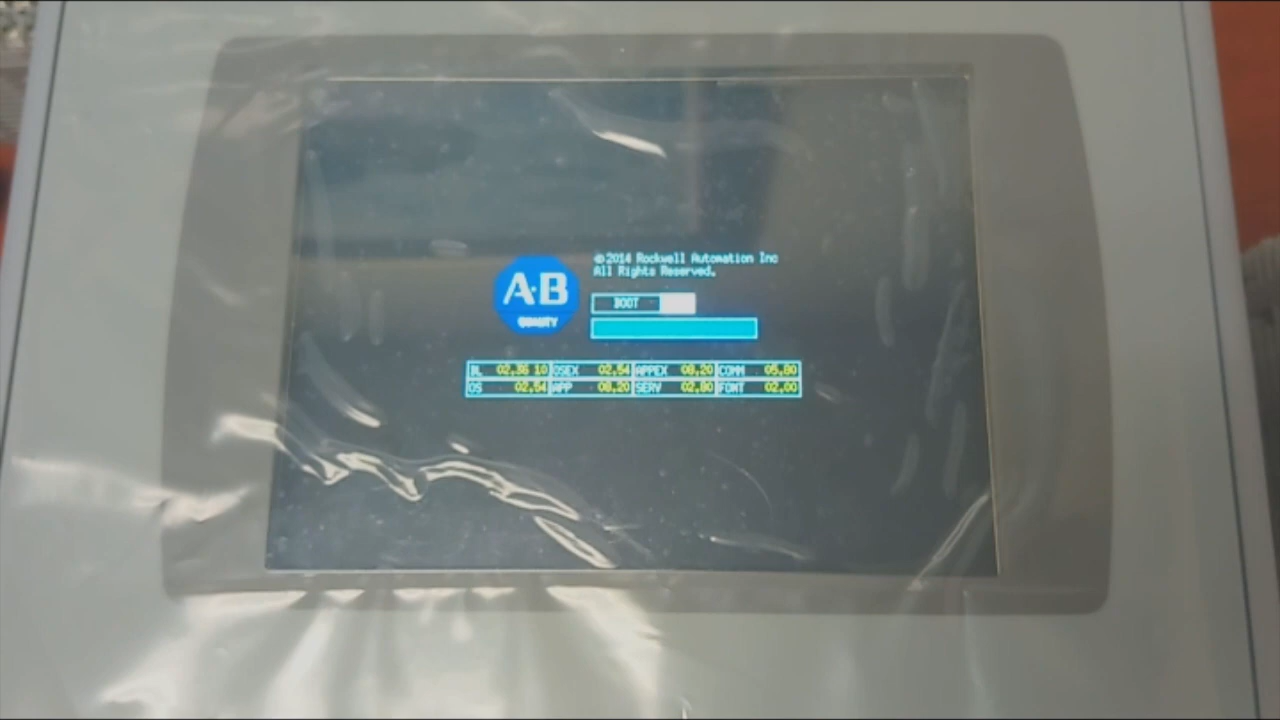 ©2014 Rockwell Automation Inc
All Rights Reserved.
A·B
QUALITY
BOOT
BL 02.36 10 OSEX 02.54 APPEX 08.20 COMM 05.80
OS 02.54 APP 08.20 SERV 02.80 FONT 02.00